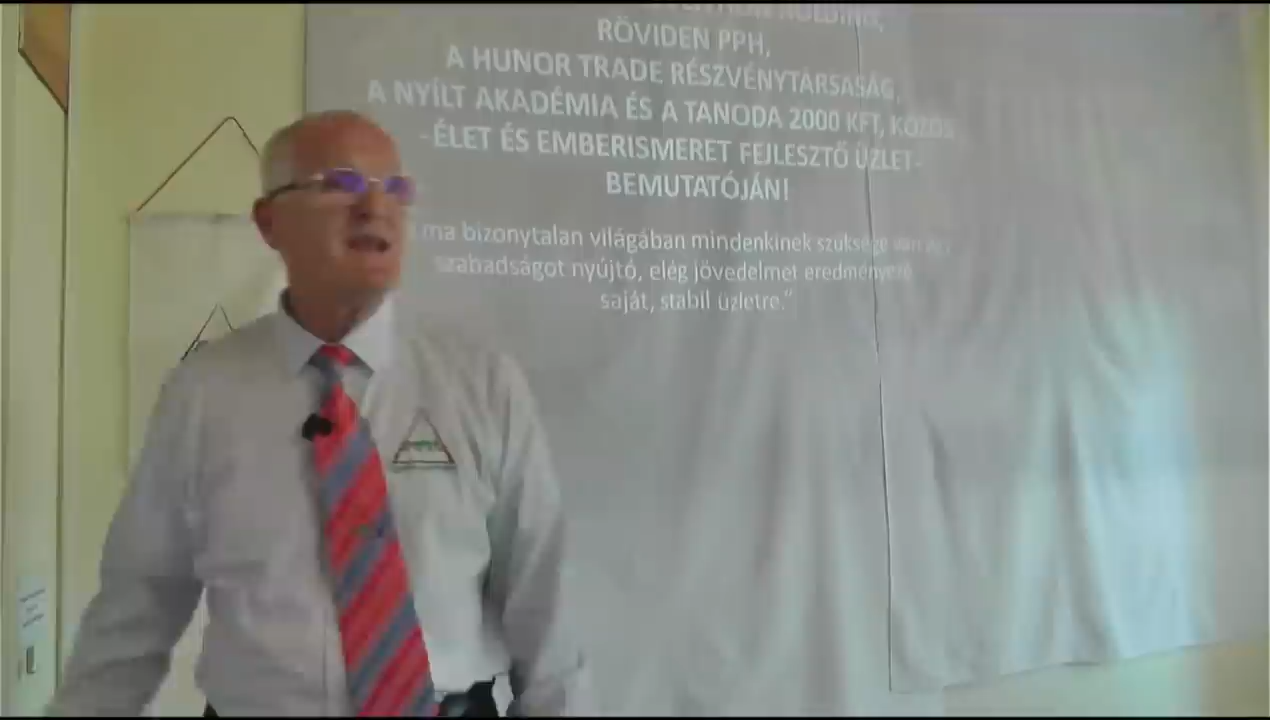 HOLDING,
RÖVIDEN PPH,
A HUNOR TRADE RÉSZVÉNYTÁRSASÁG,
A NYÍLT AKADÉMIA ÉS A TANODA 2000 KFT, KÖZÖS
-ÉLET ÉS EMBERISMERET FEJLESZTŐ ÜZLET-
BEMUTATÓJÁN!
ma bizonytalan világában mindenkinek szüksége van
szabadságot nyújtó, elég jövedelmet eredményező
saját, stabil üzletre."